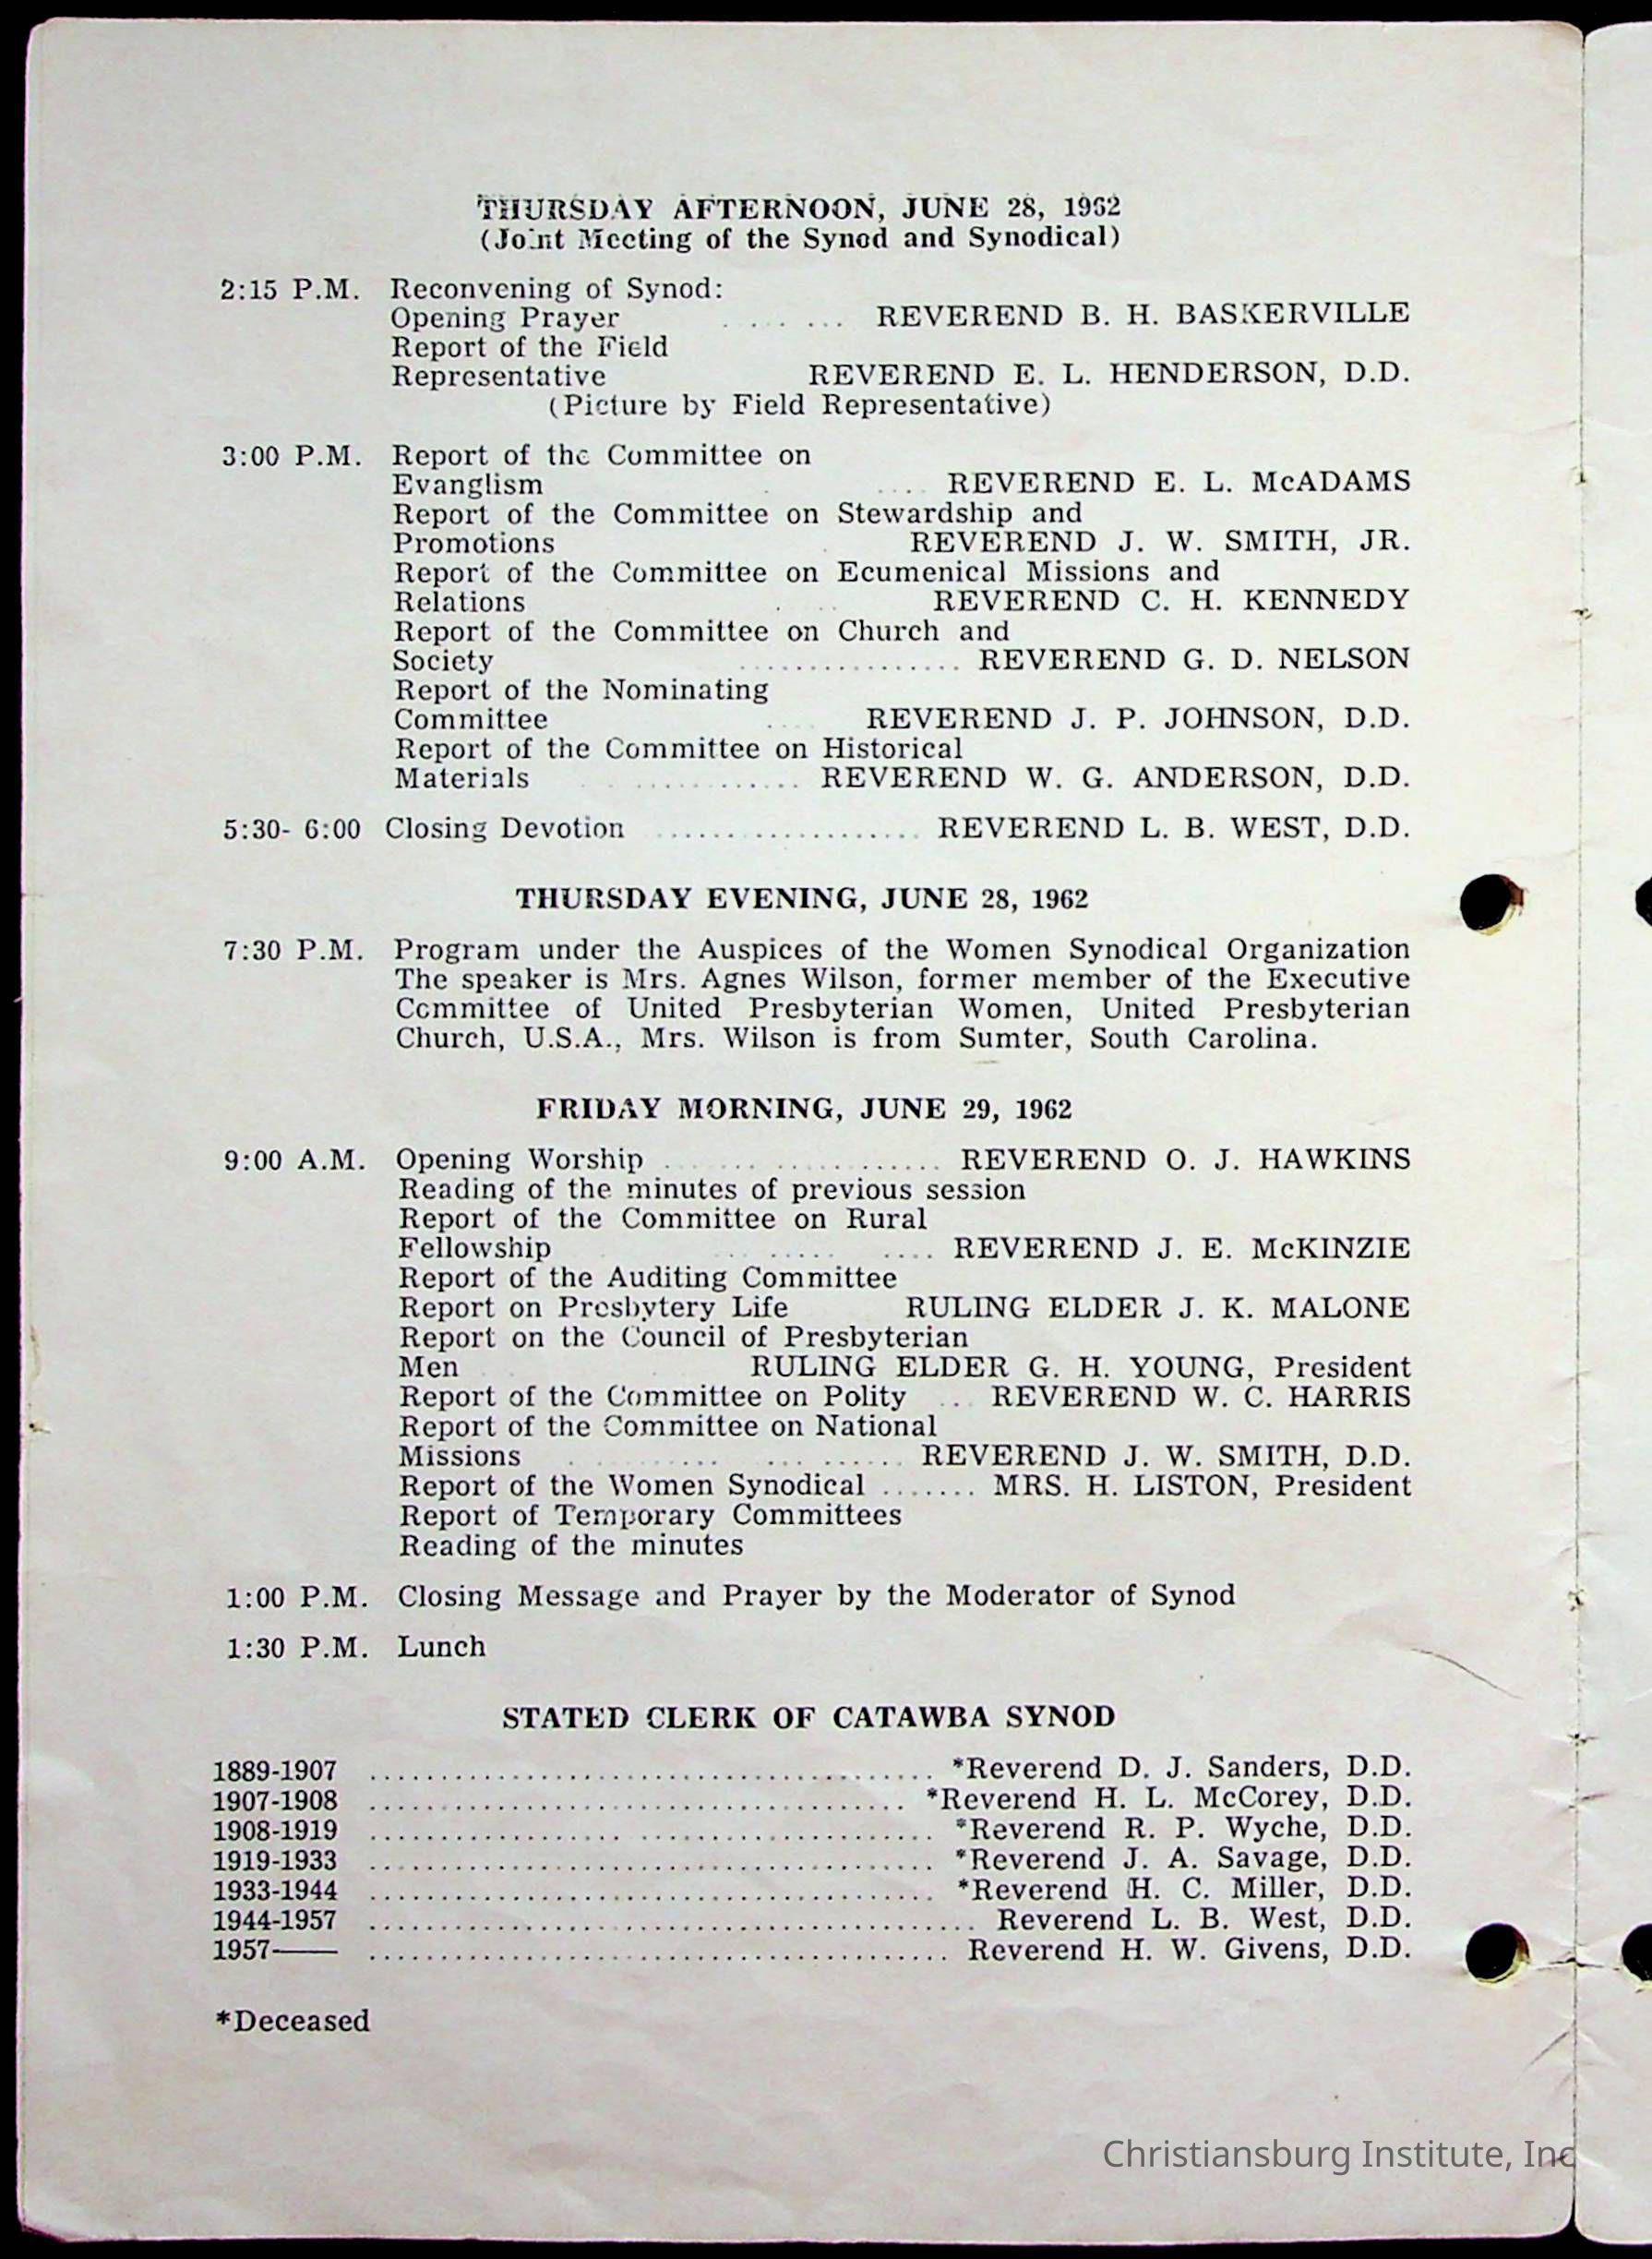 THURSDAY AFTERNOON, JUNE 28, 1962
(Joint Meeting of the Synod and Synodical)
2:15 P.M. Reconvening of Synod:
Opening Prayer ....... REVEREND B. H. BASKERVILLE
Report of the Field
Representative REVEREND E. L. HENDERSON, D.D.
(Picture by Field Representative)
3:00 P.M. Report of the Committee on
Evanglism .... REVEREND E. L. McADAMS
Report of the Committee on Stewardship and
Promotions REVEREND J. W. SMITH, JR.
Report of the Committee on Ecumenical Missions and
Relations REVEREND C. H. KENNEDY
Report of the Committee on Church and
Society ................ REVEREND G. D. NELSON
Report of the Nominating
Committee .... REVEREND J. P. JOHNSON, D.D.
Report of the Committee on Historical
Materials ............ REVEREND W. G. ANDERSON, D.D.
5:30- 6:00 Closing Devotion ................... REVEREND L. B. WEST, D.D.
THURSDAY EVENING, JUNE 28, 1962
7:30 P.M. Program under the Auspices of the Women Synodical Organization
The speaker is Mrs. Agnes Wilson, former member of the Executive
Committee of United Presbyterian Women, United Presbyterian
Church, U.S.A., Mrs. Wilson is from Sumter, South Carolina.
FRIDAY MORNING, JUNE 29, 1962
9:00 A.M. Opening Worship .................... REVEREND O. J. HAWKINS
Reading of the minutes of previous session
Report of the Committee on Rural
Fellowship ..... .... REVEREND J. E. McKINZIE
Report of the Auditing Committee
Report on Presbytery Life RULING ELDER J. K. MALONE
Report on the Council of Presbyterian
Men RULING ELDER G. H. YOUNG, President
Report of the Committee on Polity ... REVEREND W. C. HARRIS
Report of the Committee on National
Missions ....... ... ...... REVEREND J. W. SMITH, D.D.
Report of the Women Synodical ....... MRS. H. LISTON, President
Report of Temporary Committees
Reading of the minutes
1:00 P.M. Closing Message and Prayer by the Moderator of Synod
1:30 P.M. Lunch
STATED CLERK OF CATAWBA SYNOD
1889-1907 ........................................ *Reverend D. J. Sanders, D.D.
1907-1908 ...................................... *Reverend H. L. McCorey, D.D.
1908-1919 ........................................ *Reverend R. P. Wyche, D.D.
1919-1933 ........................................ *Reverend J. A. Savage, D.D.
1933-1944 ........................................ *Reverend H. C. Miller, D.D.
1944-1957 ........................................... Reverend L. B. West, D.D.
1957-—— ......................................... Reverend H. W. Givens, D.D.
*Deceased
Christiansburg Institute, Inc